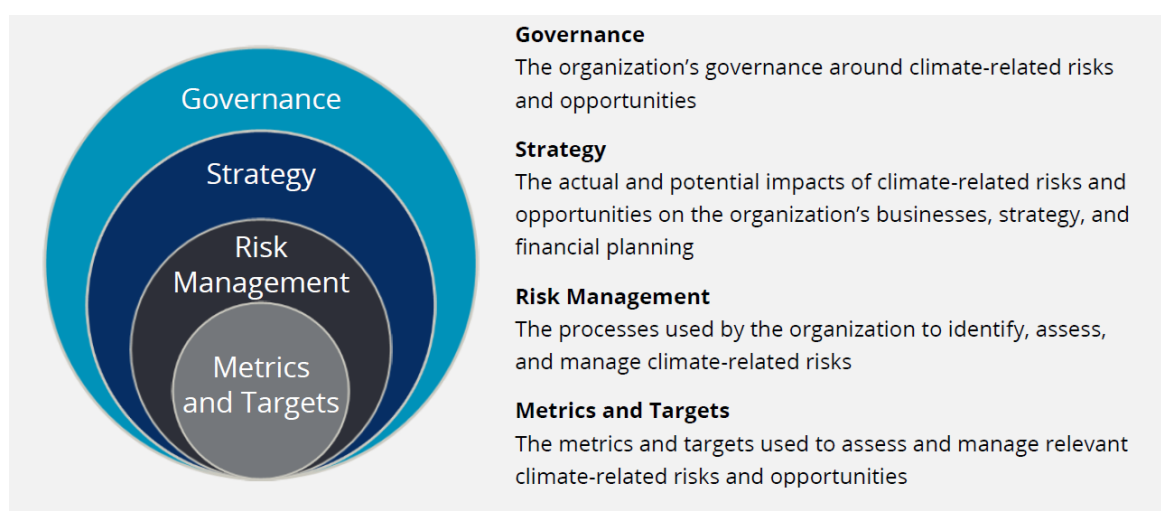 Governance
Strategy
Risk
Management
Metrics
and Targets
Governance
The organization’s governance around climate-related risks
and opportunities
Strategy
The actual and potential impacts of climate-related risks and
opportunities on the organization’s businesses, strategy, and
financial planning
Risk Management
The processes used by the organization to identify, assess,
and manage climate-related risks
Metrics and Targets
The metrics and targets used to assess and manage relevant
climate-related risks and opportunities